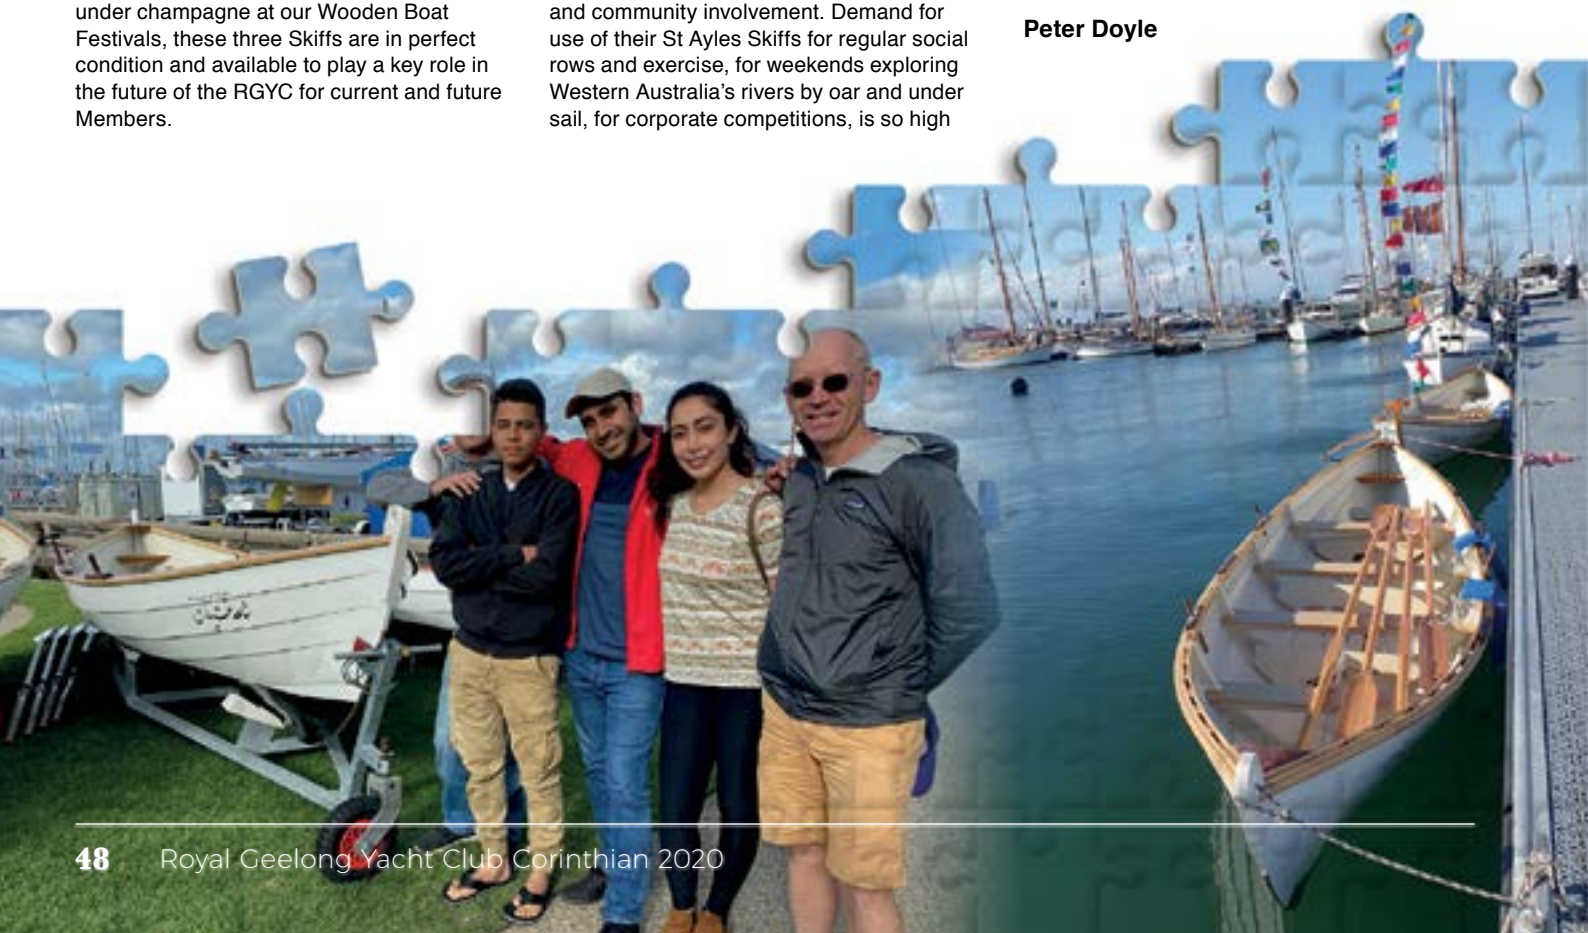 under champagne at our Wooden Boat
Festivals, these three Skiffs are in perfect
condition and available to play a key role in
the future of the RGYC for current and future
Members.
and community involvement. Demand for
use of their St Ayles Skiffs for regular social
rows and exercise, for weekends exploring
Western Australia’s rivers by oar and under
sail, for corporate competitions, is so high
Peter Doyle
48 Royal Geelong Yacht Club Corinthian 2020